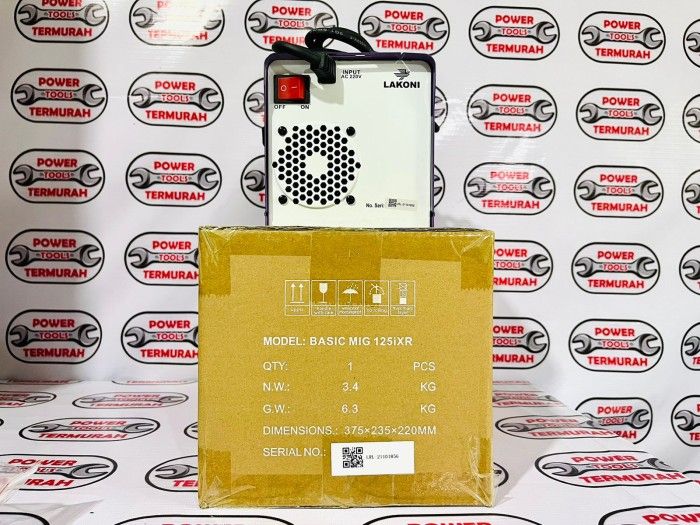 INPUT
AC 220V
LAKONI
OFF ON
No. Seri:
MODEL: BASIC MIG 125iXR
QTY: 1 PCS
N.W.: 3.4 KG
G.W.: 6.3 KG
DIMENSIONS.: 375×235×220MM
SERIAL NO.:
POWER
TOOLS
TERMURAH